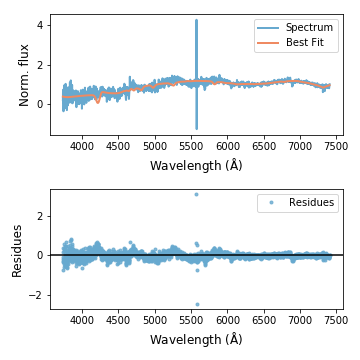 Norm. flux
4
2
0
Spectrum
Best Fit
4000 4500 5000 5500 6000 6500 7000 7500
Wavelength (Å)
Residues
2
0
−2
Residues
4000 4500 5000 5500 6000 6500 7000 7500
Wavelength (Å)